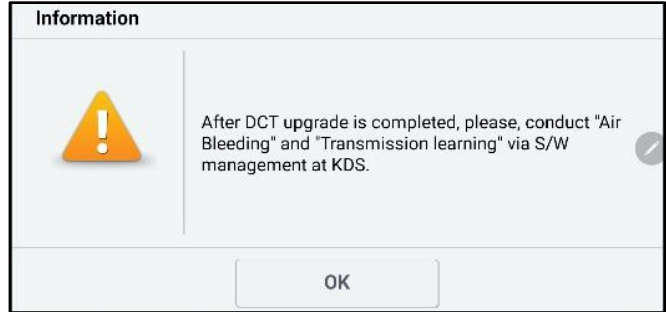 Information
After DCT upgrade is completed, please, conduct "Air
Bleeding" and "Transmission learning" via S/W
management at KDS.
OK